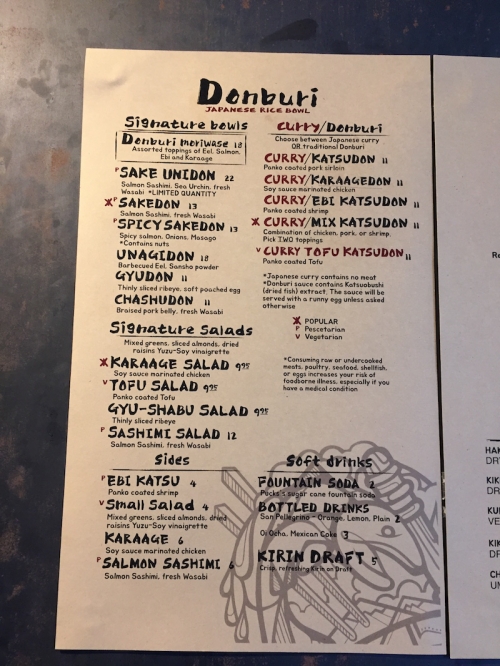 Donburi
JAPANESE RICE BOWL
Signature bowls
Donburi moriwase 18
Assorted toppings of Eel, Salmon,
Ebi and Karaage
P SAKE UNIDON 22
Salmon Sashimi, Sea Urchin, fresh
Wasabi *LIMITED QUANTITY
P SAKEDON 13
Salmon Sashimi, fresh Wasabi
P SPICY SAKEDON 13
Spicy salmon, Onions, Masago
*Contains nuts
UNAGIDON 18
Barbecued Eel, Sansho powder
GYUDON 11
Thinly sliced ribeye, soft poached egg
CHASHUDON 11
Braised pork belly, fresh Wasabi
Signature Salads
Mixed greens, sliced almonds, dried
raisins Yuzu-Soy vinaigrette
KARAAGE SALAD 9.95
Soy sauce marinated chicken
V TOFU SALAD 9.95
Panko coated Tofu
GYU-SHABU SALAD 9.95
Thinly sliced ribeye
P SASHIMI SALAD 12
Salmon Sashimi, fresh Wasabi
Sides
P EBI KATSU 4
Panko coated shrimp
V Small Salad 4
Mixed greens, sliced almonds, dried
raisins Yuzu-Soy vinaigrette
KARAAGE 6
Soy sauce marinated chicken
P SALMON SASHIMI 6
Salmon Sashimi, fresh Wasabi
Curry/Donburi
Choose between Japanese curry
OR traditional Donburi
CURRY/KATSUDON 11
Panko coated pork sirloin
CURRY/KARAAGEDON 11
Soy sauce marinated chicken
CURRY/EBI KATSUDON 11
Panko coated shrimp
CURRY/MIX KATSUDON 11
Combination of chicken, pork, or shrimp.
Pick TWO toppings
V CURRY TOFU KATSUDON 11
Panko coated Tofu
*Japanese curry contains no meat
*Donburi sauce contains Katsuobushi
(dried fish) extract. The sauce will be
served with a runny egg unless asked
otherwise
POPULAR
P Pescetarian
V Vegetarian
*Consuming raw or undercooked
meats, poultry, seafood, shellfish,
or eggs increases your risk of
foodborne illness, especially if you
have a medical condition
Soft drinks
FOUNTAIN SODA 2
Pucks's sugar cane fountain soda
BOTTLED DRINKS
San Pellegrino - Orange, Lemon, Plain 2
Oi Ocha, Mexican Coke 3
KIRIN DRAFT 5
Crisp, refreshing Kirin on Draft